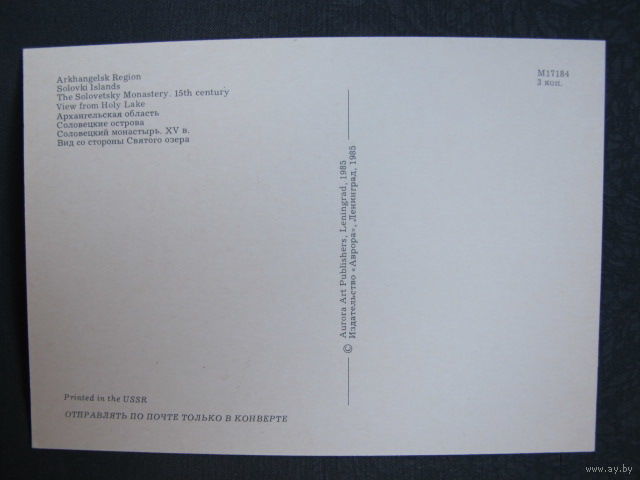 Arkhangelsk Region
Solovki Islands
The Solovetsky Monastery. 15th century
View from Holy Lake
Архангельская область
Соловецкие острова
Соловецкий монастырь. XV в.
Вид со стороны Святого озера
М17184
3 коп.
© Aurora Art Publishers, Leningrad, 1985
Издательство «Аврора», Ленинград, 1985
Printed in the USSR
ОТПРАВЛЯТЬ ПО ПОЧТЕ ТОЛЬКО В КОНВЕРТЕ
www.ay.by